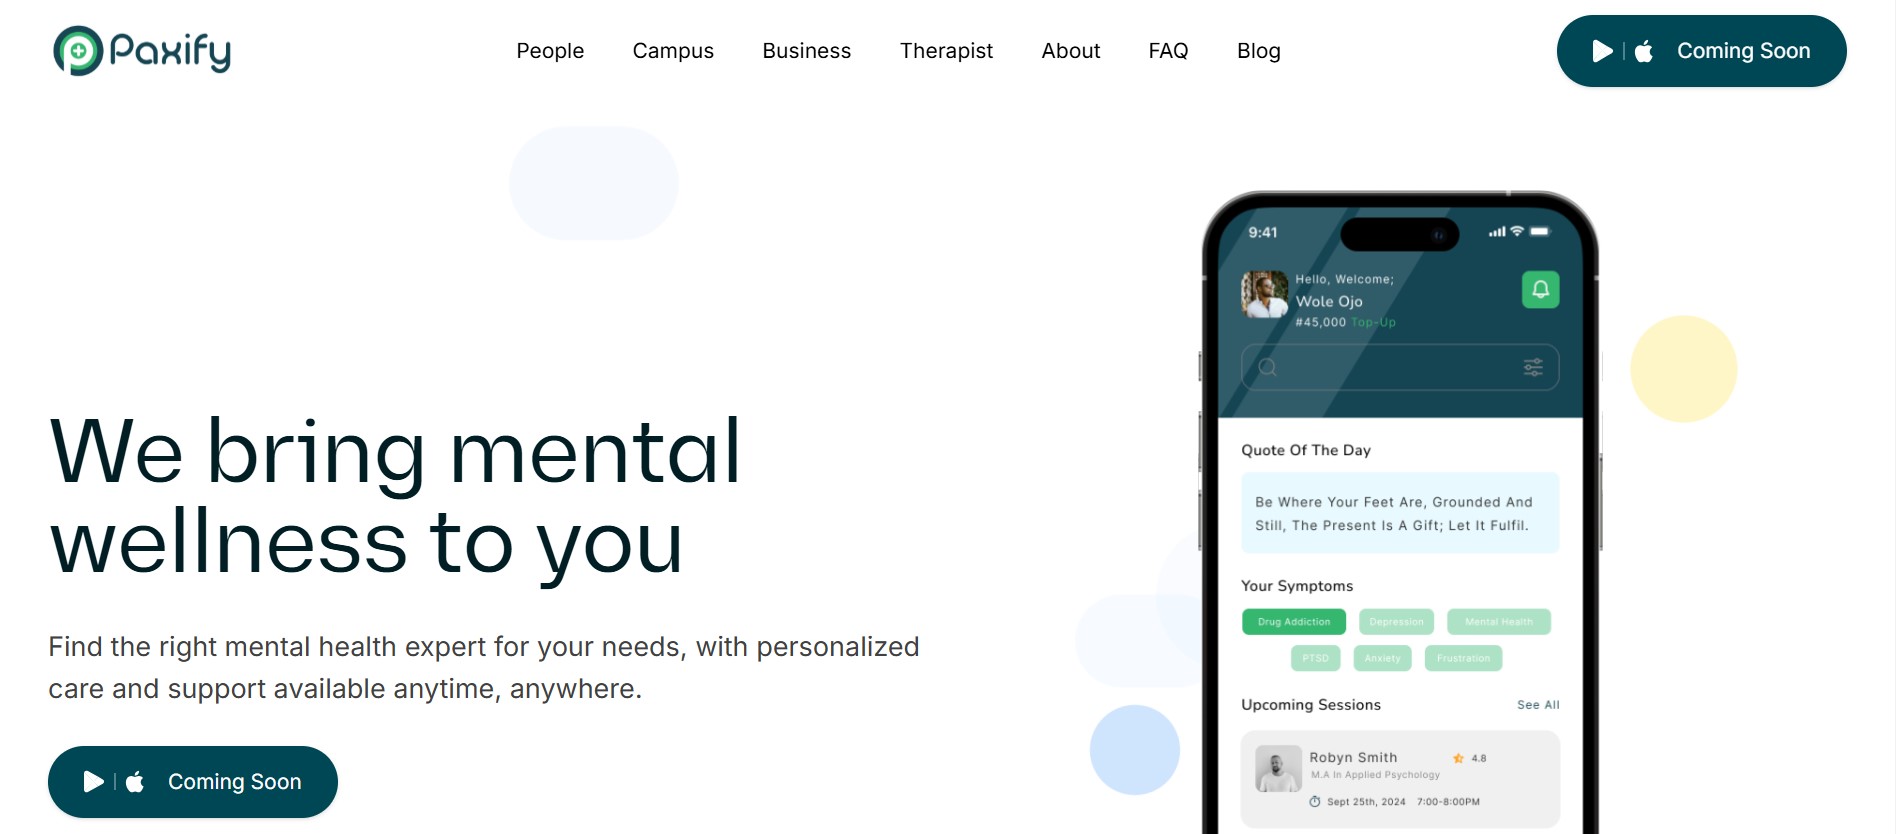 Paxify
People
Campus
Business
Therapist
About
FAQ
Blog
Coming Soon
We bring mental
wellness to you
Find the right mental health expert for your needs, with personalized
care and support available anytime, anywhere.
Coming Soon
9:41
Hello, Welcome;
Wole Ojo
#45,000 Top-Up
Quote Of The Day
Be Where Your Feet Are, Grounded And
Still, The Present Is A Gift; Let It Fulfil.
Your Symptoms
Drug Addiction
Depression
Mental Health
PTSD
Anxiety
Frustration
Upcoming Sessions
See All
Robyn Smith
4.8
M.A In Applied Psychology
Sept 25th, 2024 7:00-8:00PM